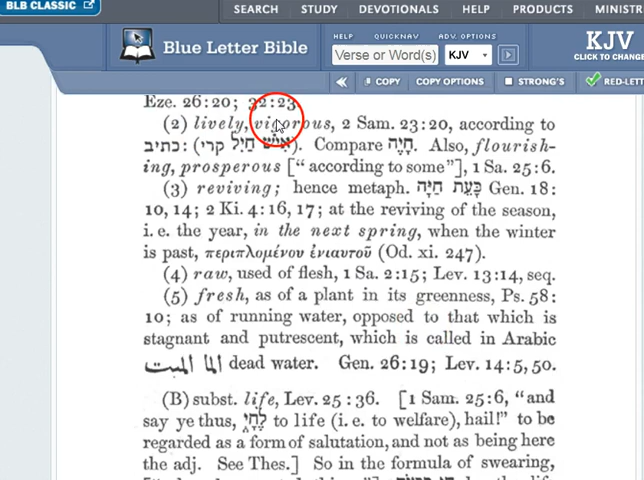 BLB CLASSIC
SEARCH STUDY DEVOTIONALS HELP PRODUCTS MINISTR
Blue Letter Bible
HELP QUICKNAV ADV. OPTIONS
Verse or Word(s) KJV
KJV
CLICK TO CHANGE
COPY COPY OPTIONS STRONG'S RED-LETT
Eze. 26:20; 32:23.
(2) lively, vigorous, 2 Sam. 23:20, according to
כתיב: (איש חיל קרי). Compare חָיֶה. Also, flourish-
ing, prosperous [“according to some”], 1 Sa. 25:6.
(3) reviving; hence metaph. כָּעֵת חַיָּה Gen. 18:
10, 14; 2 Ki. 4:16, 17; at the reviving of the season,
i. e. the year, in the next spring, when the winter
is past, περιπλομένου ἐνιαυτοῦ (Od. xi. 247).
(4) raw, used of flesh, 1 Sa. 2:15; Lev. 13:14, seq.
(5) fresh, as of a plant in its greenness, Ps. 58:
10; as of running water, opposed to that which is
stagnant and putrescent, which is called in Arabic
dead water. Gen. 26:19; Lev. 14:5, 50.
(B) subst. life, Lev. 25:36. [1 Sam. 25:6, “and
say ye thus, לֶחָי to life (i. e. to welfare), hail!” to be
regarded as a form of salutation, and not as being here
the adj. See Thes.] So in the formula of swearing,